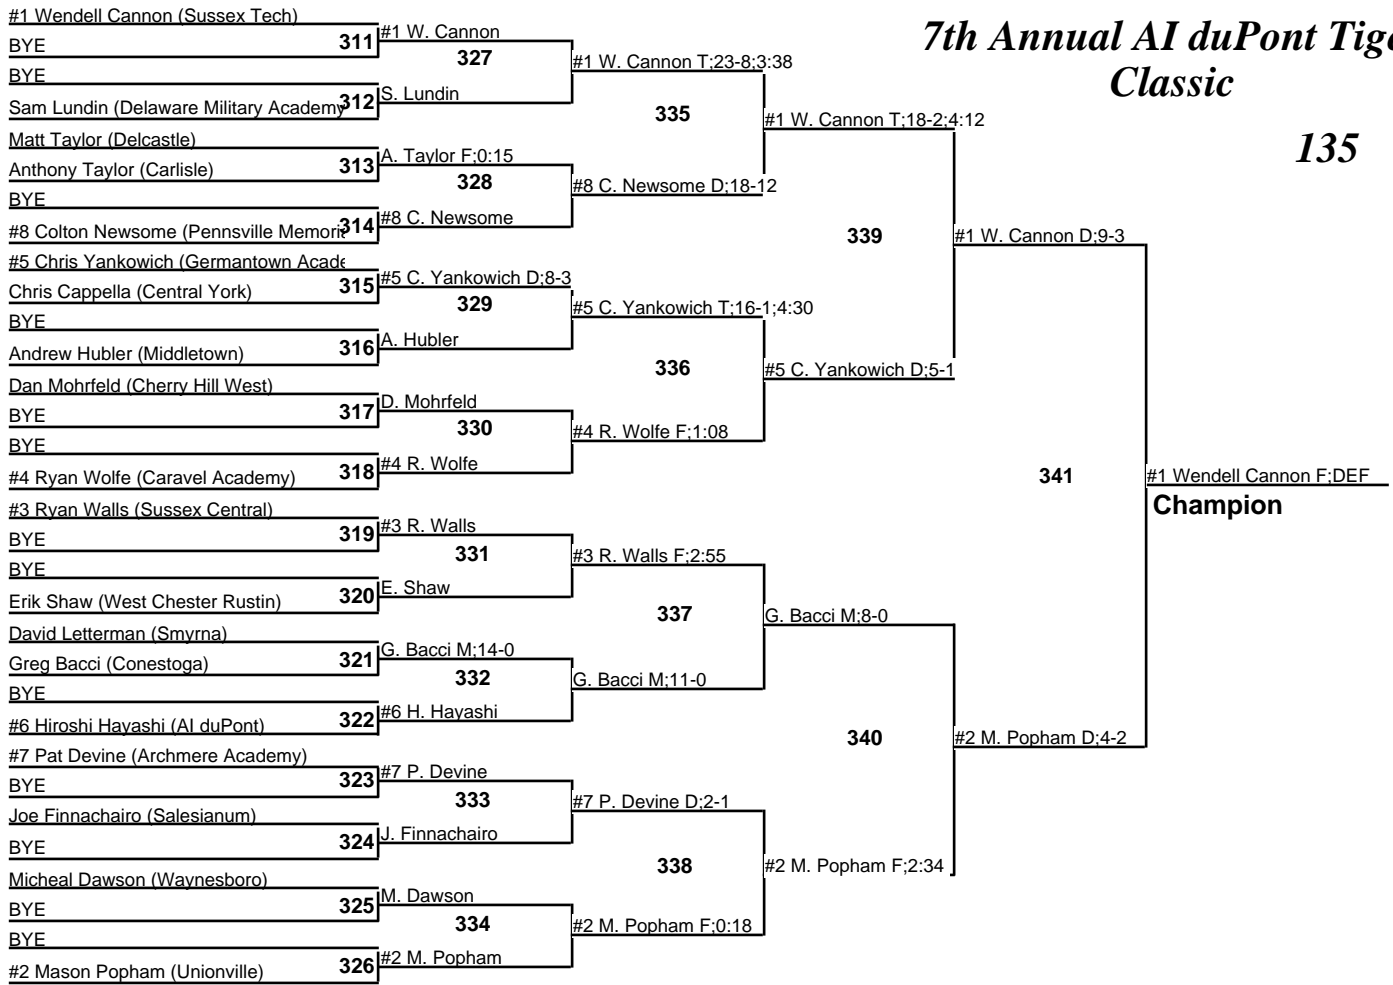 7th Annual AI duPont Tige
Classic
135
#1 Wendell Cannon (Sussex Tech)
BYE
BYE
Sam Lundin (Delaware Military Academy
Matt Taylor (Delcastle)
Anthony Taylor (Carlisle)
BYE
#8 Colton Newsome (Pennsville Memori
#5 Chris Yankowich (Germantown Acade
Chris Cappella (Central York)
BYE
Andrew Hubler (Middletown)
Dan Mohrfeld (Cherry Hill West)
BYE
BYE
#4 Ryan Wolfe (Caravel Academy)
#3 Ryan Walls (Sussex Central)
BYE
BYE
Erik Shaw (West Chester Rustin)
David Letterman (Smyrna)
Greg Bacci (Conestoga)
BYE
#6 Hiroshi Hayashi (AI duPont)
#7 Pat Devine (Archmere Academy)
BYE
Joe Finnachairo (Salesianum)
BYE
Micheal Dawson (Waynesboro)
BYE
BYE
#2 Mason Popham (Unionville)
311
312
313
314
315
316
317
318
319
320
321
322
323
324
325
326
#1 W. Cannon
327
S. Lundin
A. Taylor F;0:15
328
#8 C. Newsome
#5 C. Yankowich D;8-3
329
A. Hubler
D. Mohrfeld
330
#4 R. Wolfe
#3 R. Walls
331
E. Shaw
G. Bacci M;14-0
332
#6 H. Hayashi
#7 P. Devine
333
J. Finnachairo
M. Dawson
334
#2 M. Popham
#1 W. Cannon T;23-8;3:38
335
#8 C. Newsome D;18-12
#5 C. Yankowich T;16-1;4:30
336
#4 R. Wolfe F;1:08
#3 R. Walls F;2:55
337
G. Bacci M;11-0
#7 P. Devine D;2-1
338
#2 M. Popham F;0:18
#1 W. Cannon T;18-2;4:12
339
#5 C. Yankowich D;5-1
G. Bacci M;8-0
340
#2 M. Popham F;2:34
#1 W. Cannon D;9-3
341
#2 M. Popham D;4-2
#1 Wendell Cannon F;DEF
Champion